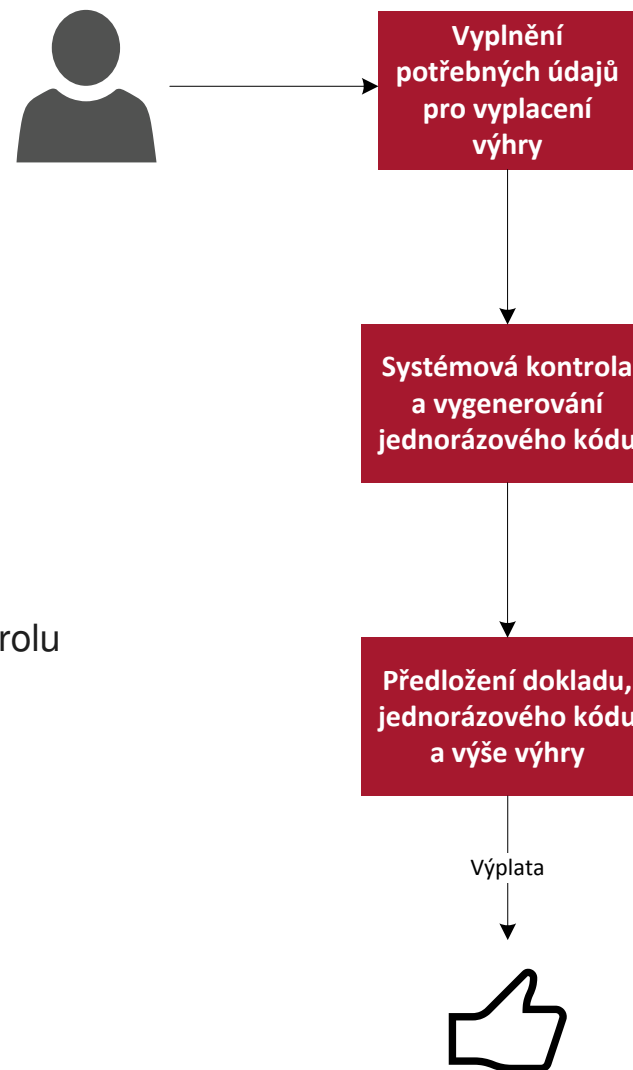 Vyplnění
potřebných údajů
pro vyplacení
výhry
Systémová kontrola
a vygenerování
jednorázového kódu
rolu
Předložení dokladu,
jednorázového kódu
a výše výhry
Výplata